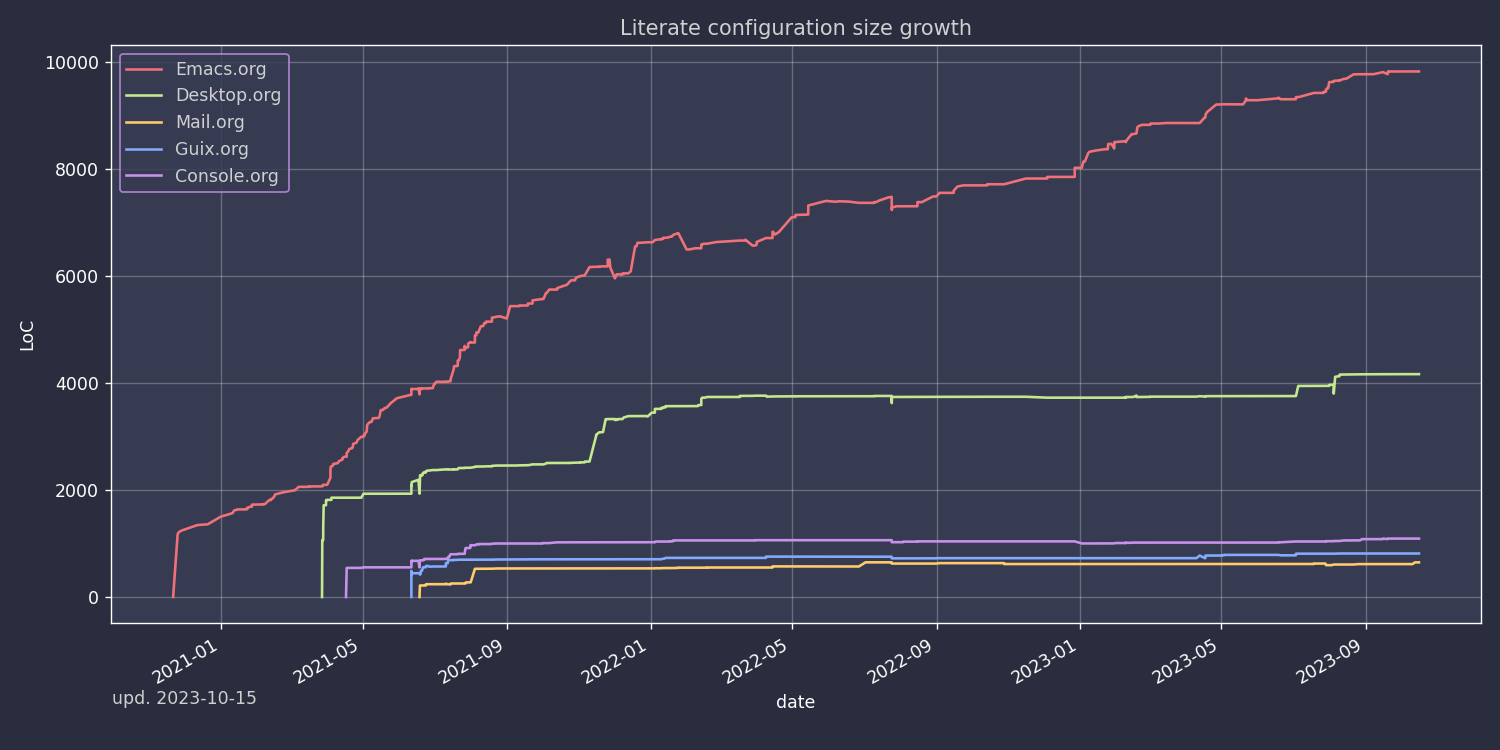 Literate configuration size growth
Emacs.org
Desktop.org
Mail.org
Guix.org
Console.org
10000
8000
6000
4000
2000
0
LoC
2021-01
2021-05
2021-09
2022-01
2022-05
2022-09
2023-01
2023-05
2023-09
date
upd. 2023-10-15